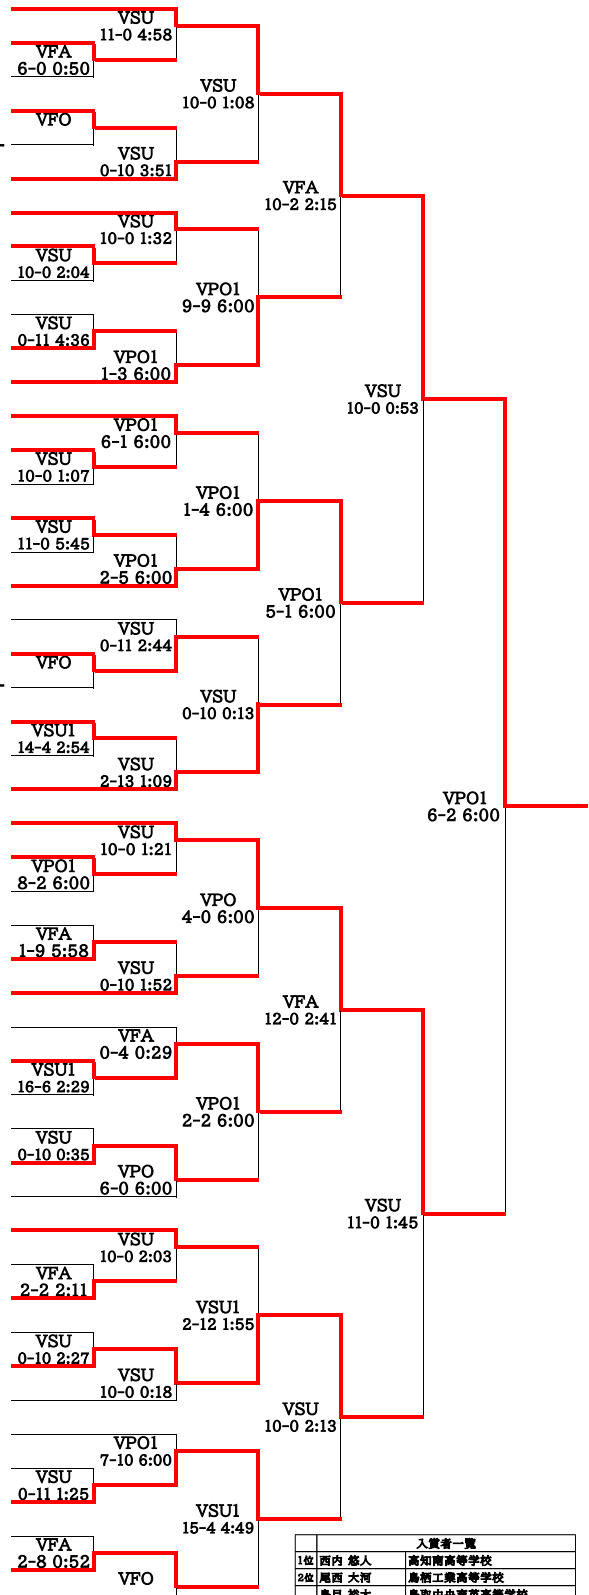 VSU
11-0 4:58
VFA
6-0 0:50
VSU
10-0 1:08
VFO
VSU
0-10 3:51
VFA
10-2 2:15
VSU
10-0 1:32
VSU
10-0 2:04
VPO1
9-9 6:00
VSU
0-11 4:36
VPO1
1-3 6:00
VSU
10-0 0:53
VPO1
6-1 6:00
VSU
10-0 1:07
VPO1
1-4 6:00
VSU
11-0 5:45
VPO1
2-5 6:00
VPO1
5-1 6:00
VSU
0-11 2:44
VFO
VSU
0-10 0:13
VSU1
14-4 2:54
VSU
2-13 1:09
VPO1
6-2 6:00
VSU
10-0 1:21
VPO1
8-2 6:00
VPO
4-0 6:00
VFA
1-9 5:58
VSU
0-10 1:52
VFA
12-0 2:41
VFA
0-4 0:29
VSU1
16-6 2:29
VPO1
2-2 6:00
VSU
0-10 0:35
VPO
6-0 6:00
VSU
11-0 1:45
VSU
10-0 2:03
VFA
2-2 2:11
VSU1
2-12 1:55
VSU
0-10 2:27
VSU
10-0 0:18
VSU
10-0 2:13
VPO1
7-10 6:00
VSU
0-11 1:25
VSU1
15-4 4:49
VFA
2-8 0:52
VFO
入賞者一覧
1位 西内 悠人 高知南高等学校
2位 尾西 大河 鳥栖工業高等学校